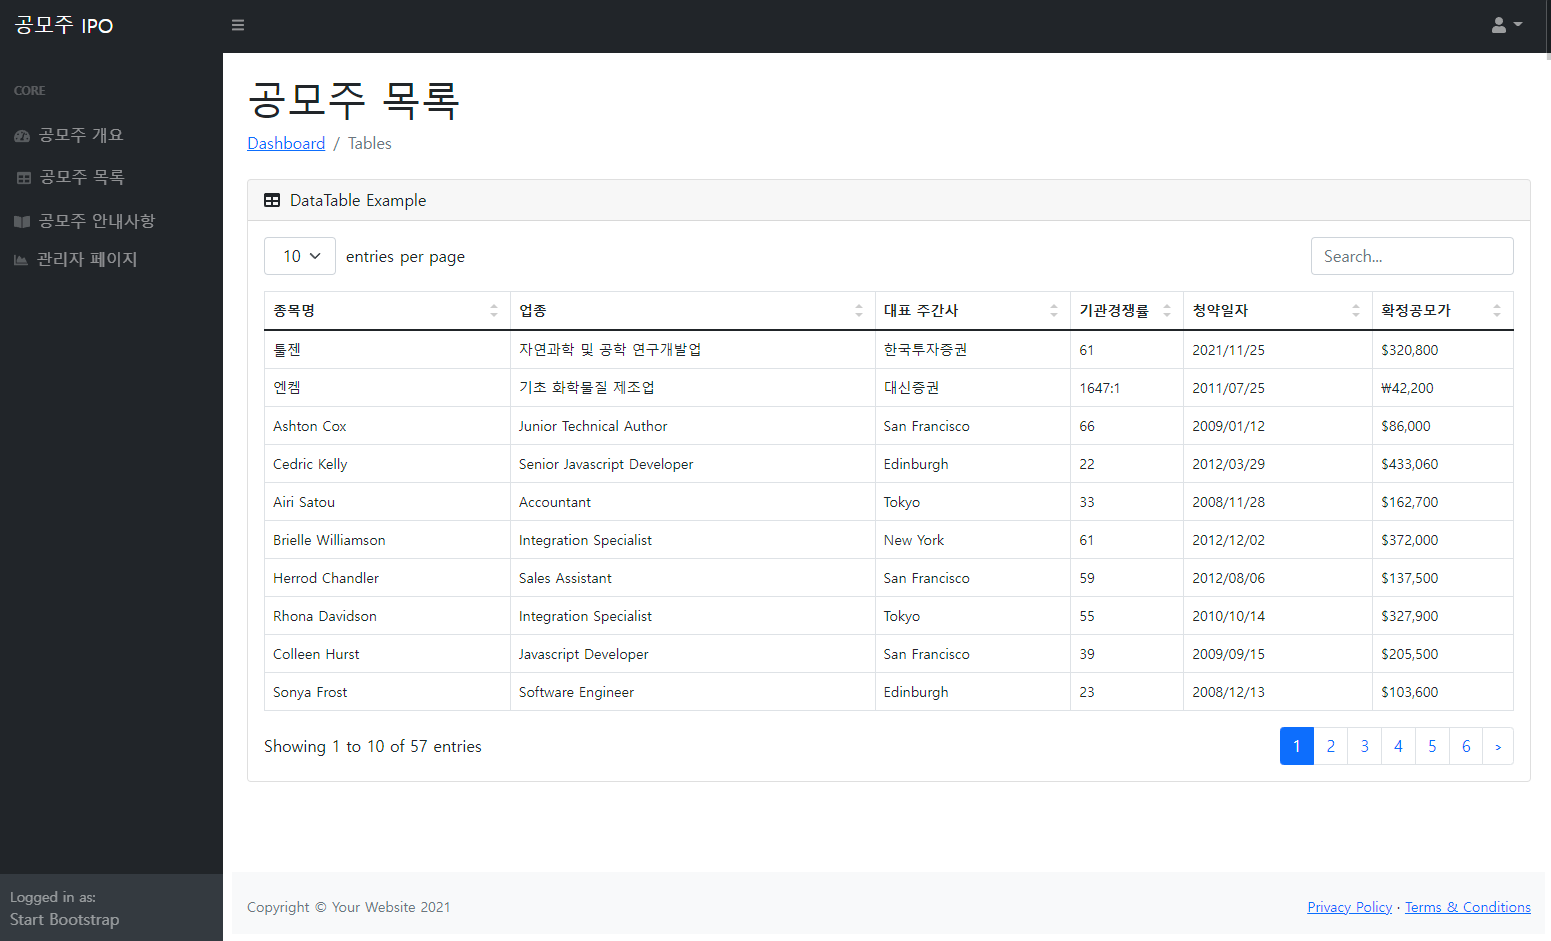 공모주 IPO
CORE
공모주 개요
공모주 목록
공모주 안내사항
관리자 페이지
Logged in as:
Start Bootstrap
공모주 목록
Dashboard / Tables
DataTable Example
10 entries per page
Search...
종목명 업종 대표 주간사 기관경쟁률 청약일자 확정공모가
툴젠 자연과학 및 공학 연구개발업 한국투자증권 61 2021/11/25 $320,800
엔켐 기초 화학물질 제조업 대신증권 1647:1 2011/07/25 ₩42,200
Ashton Cox Junior Technical Author San Francisco 66 2009/01/12 $86,000
Cedric Kelly Senior Javascript Developer Edinburgh 22 2012/03/29 $433,060
Airi Satou Accountant Tokyo 33 2008/11/28 $162,700
Brielle Williamson Integration Specialist New York 61 2012/12/02 $372,000
Herrod Chandler Sales Assistant San Francisco 59 2012/08/06 $137,500
Rhona Davidson Integration Specialist Tokyo 55 2010/10/14 $327,900
Colleen Hurst Javascript Developer San Francisco 39 2009/09/15 $205,500
Sonya Frost Software Engineer Edinburgh 23 2008/12/13 $103,600
Showing 1 to 10 of 57 entries
1 2 3 4 5 6 ›
Copyright © Your Website 2021
Privacy Policy · Terms & Conditions